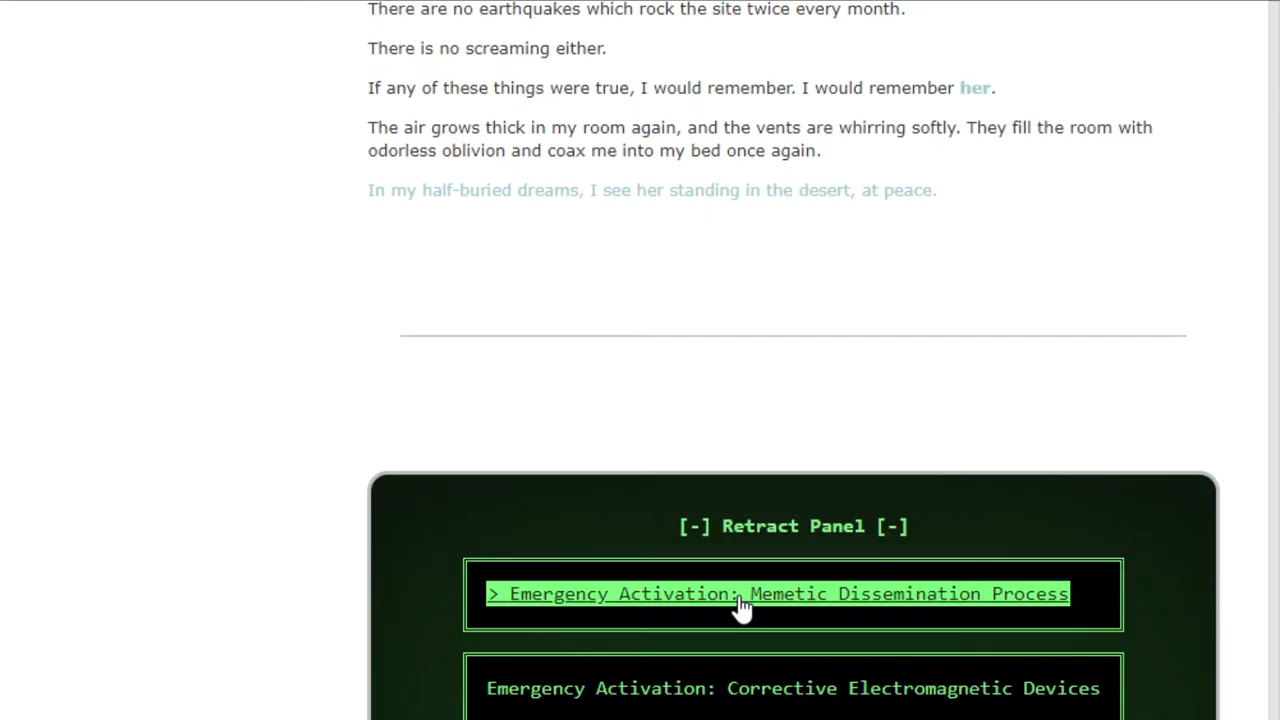 There are no earthquakes which rock the site twice every month.
There is no screaming either.
If any of these things were true, I would remember. I would remember her.
The air grows thick in my room again, and the vents are whirring softly. They fill the room with
odorless oblivion and coax me into my bed once again.
In my half-buried dreams, I see her standing in the desert, at peace.
[-] Retract Panel [-]
> Emergency Activation: Memetic Dissemination Process
Emergency Activation: Corrective Electromagnetic Devices